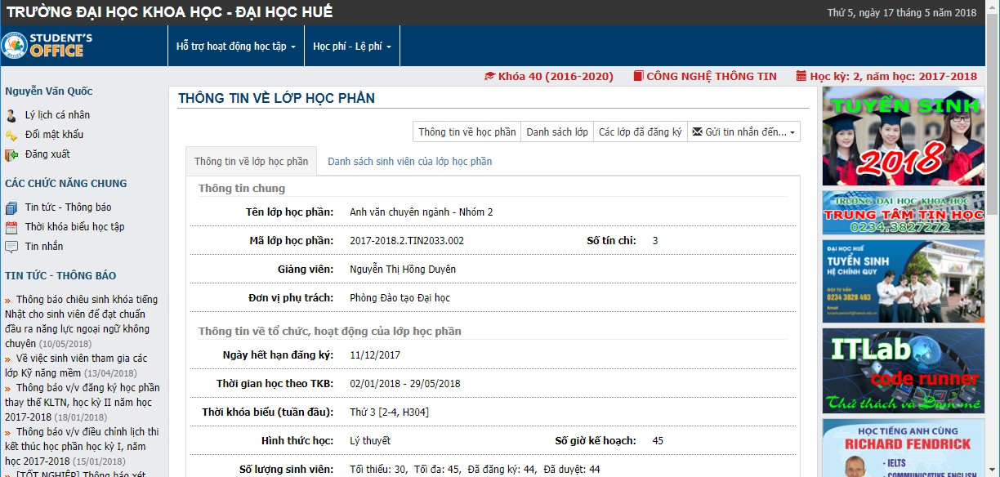 TRƯỜNG ĐẠI HỌC KHOA HỌC - ĐẠI HỌC HUẾ
Thứ 5, ngày 17 tháng 5 năm 2018
STUDENT'S
OFFICE
Hỗ trợ hoạt động học tập
Học phí - Lệ phí
Khóa 40 (2016-2020)
CÔNG NGHỆ THÔNG TIN
Học kỳ: 2, năm học: 2017-2018
Nguyễn Văn Quốc
Lý lịch cá nhân
Đổi mật khẩu
Đăng xuất
CÁC CHỨC NĂNG CHUNG
Tin tức - Thông báo
Thời khóa biểu học tập
Tin nhắn
TIN TỨC - THÔNG BÁO
» Thông báo chiêu sinh khóa tiếng
Nhật cho sinh viên để đạt chuẩn
đầu ra năng lực ngoại ngữ không
chuyên (10/05/2018)
» Về việc sinh viên tham gia các
lớp Kỹ năng mềm (13/04/2018)
» Thông báo v/v đăng ký học phần
thay thế KLTN, học kỳ II năm học
2017-2018 (18/01/2018)
» Thông báo v/v điều chỉnh lịch thi
kết thúc học phần học kỳ I, năm
học 2017-2018 (15/01/2018)
» [TỐT NGHIỆP] Thông báo xét
THÔNG TIN VỀ LỚP HỌC PHẦN
Thông tin về học phần
Danh sách lớp
Các lớp đã đăng ký
Gửi tin nhắn đến...
Thông tin về lớp học phần
Danh sách sinh viên của lớp học phần
Thông tin chung
Tên lớp học phần: Anh văn chuyên ngành - Nhóm 2
Mã lớp học phần: 2017-2018.2.TIN2033.002 Số tín chỉ: 3
Giảng viên: Nguyễn Thị Hồng Duyên
Đơn vị phụ trách: Phòng Đào tạo Đại học
Thông tin về tổ chức, hoạt động của lớp học phần
Ngày hết hạn đăng ký: 11/12/2017
Thời gian học theo TKB: 02/01/2018 - 29/05/2018
Thời khóa biểu (tuần đầu): Thứ 3 [2-4, H304]
Hình thức học: Lý thuyết Số giờ kế hoạch: 45
Số lượng sinh viên: Tối thiểu: 30, Tối đa: 45, Đã đăng ký: 44, Đã duyệt: 44
TUYỂN SINH
2018
TRƯỜNG ĐẠI HỌC KHOA HỌC
TRUNG TÂM TIN HỌC
0234.3827272
ĐẠI HỌC HUẾ
TUYỂN SINH
HỆ CHÍNH QUY
GỌI TƯ VẤN
0234 3828 493
Email
ITLab
code runner
Thử thách và Đam mê
HỌC TIẾNG ANH CÙNG
RICHARD FENDRICK
- IELTS
- COMMUNICATIVE ENGLISH